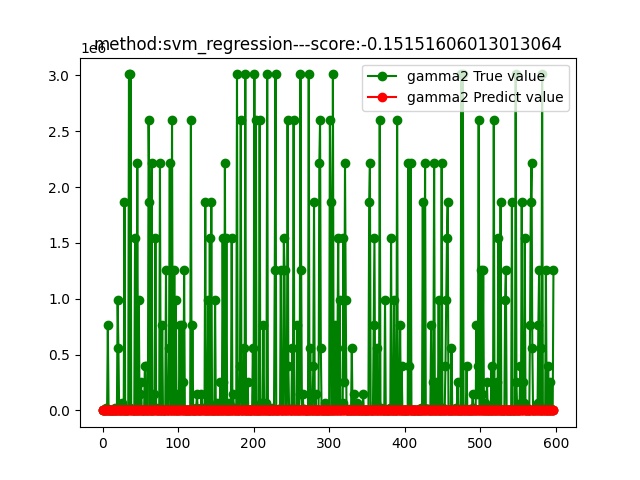 method:svm_regression---score:-0.15151606013013064
1e6
gamma2 True value
gamma2 Predict value
3.0
2.5
2.0
1.5
1.0
0.5
0.0
0 100 200 300 400 500 600